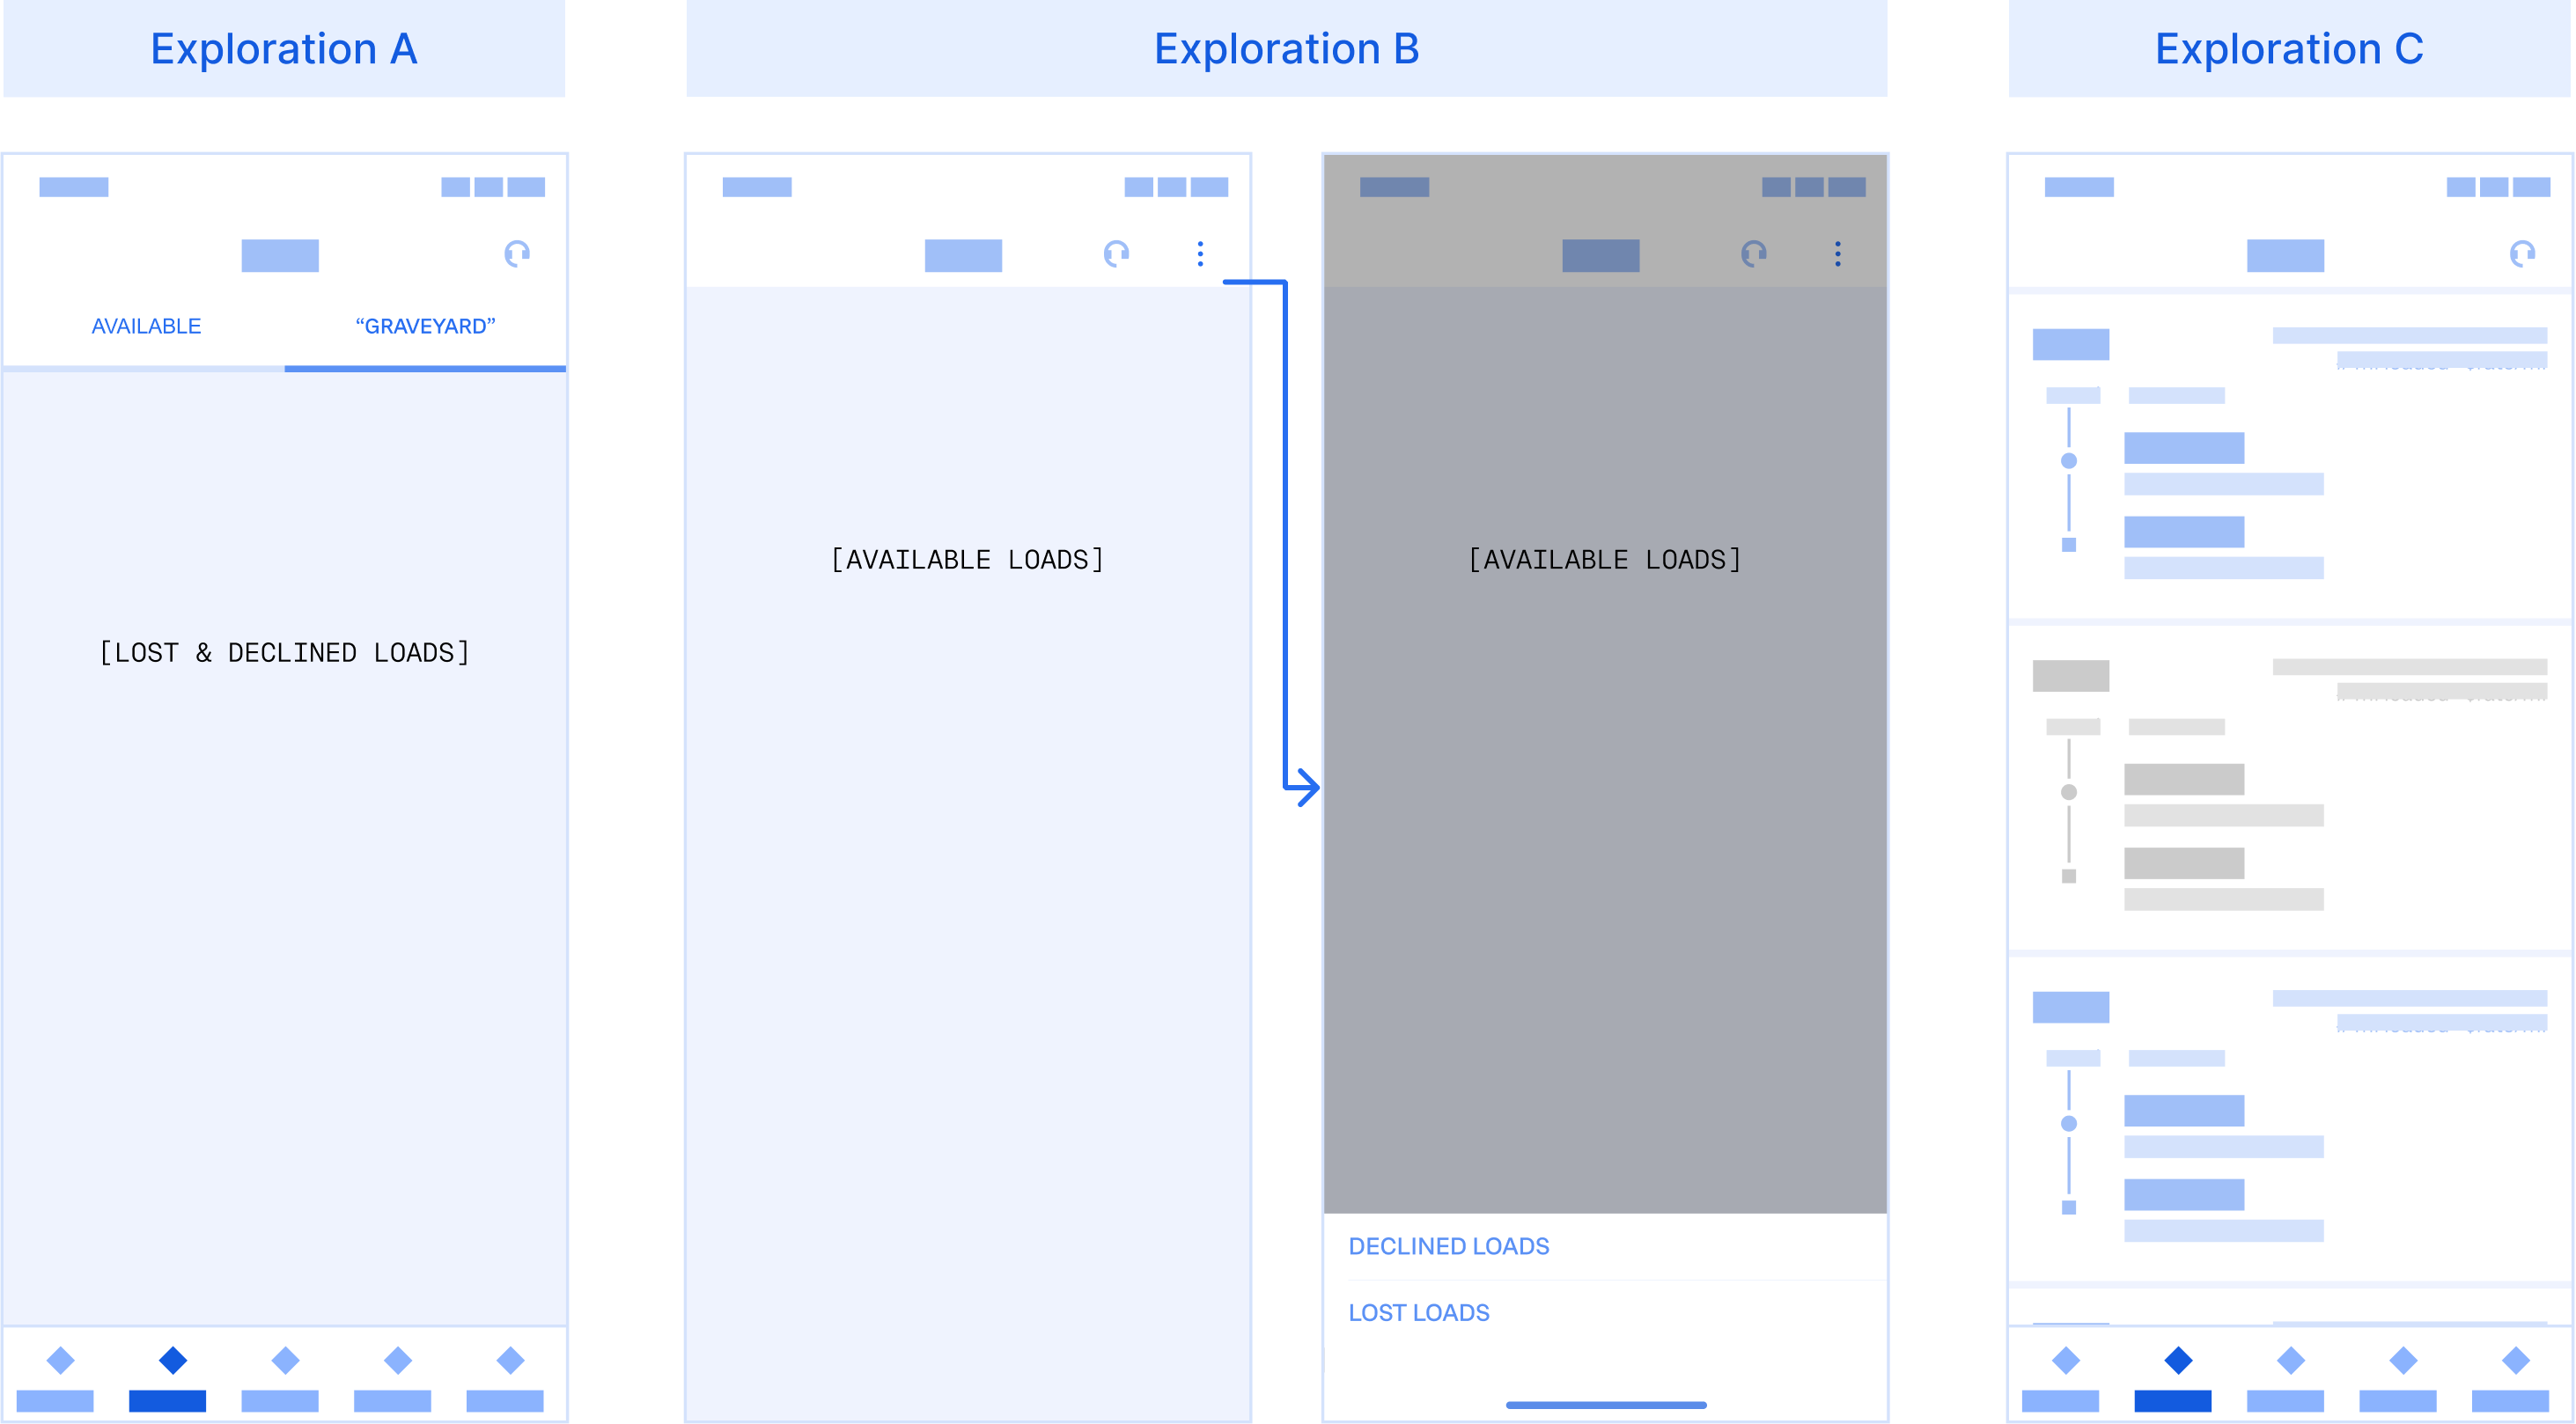 Exploration A
Exploration B
Exploration C
AVAILABLE
“GRAVEYARD”
[LOST & DECLINED LOADS]
[AVAILABLE LOADS]
[AVAILABLE LOADS]
DECLINED LOADS
LOST LOADS